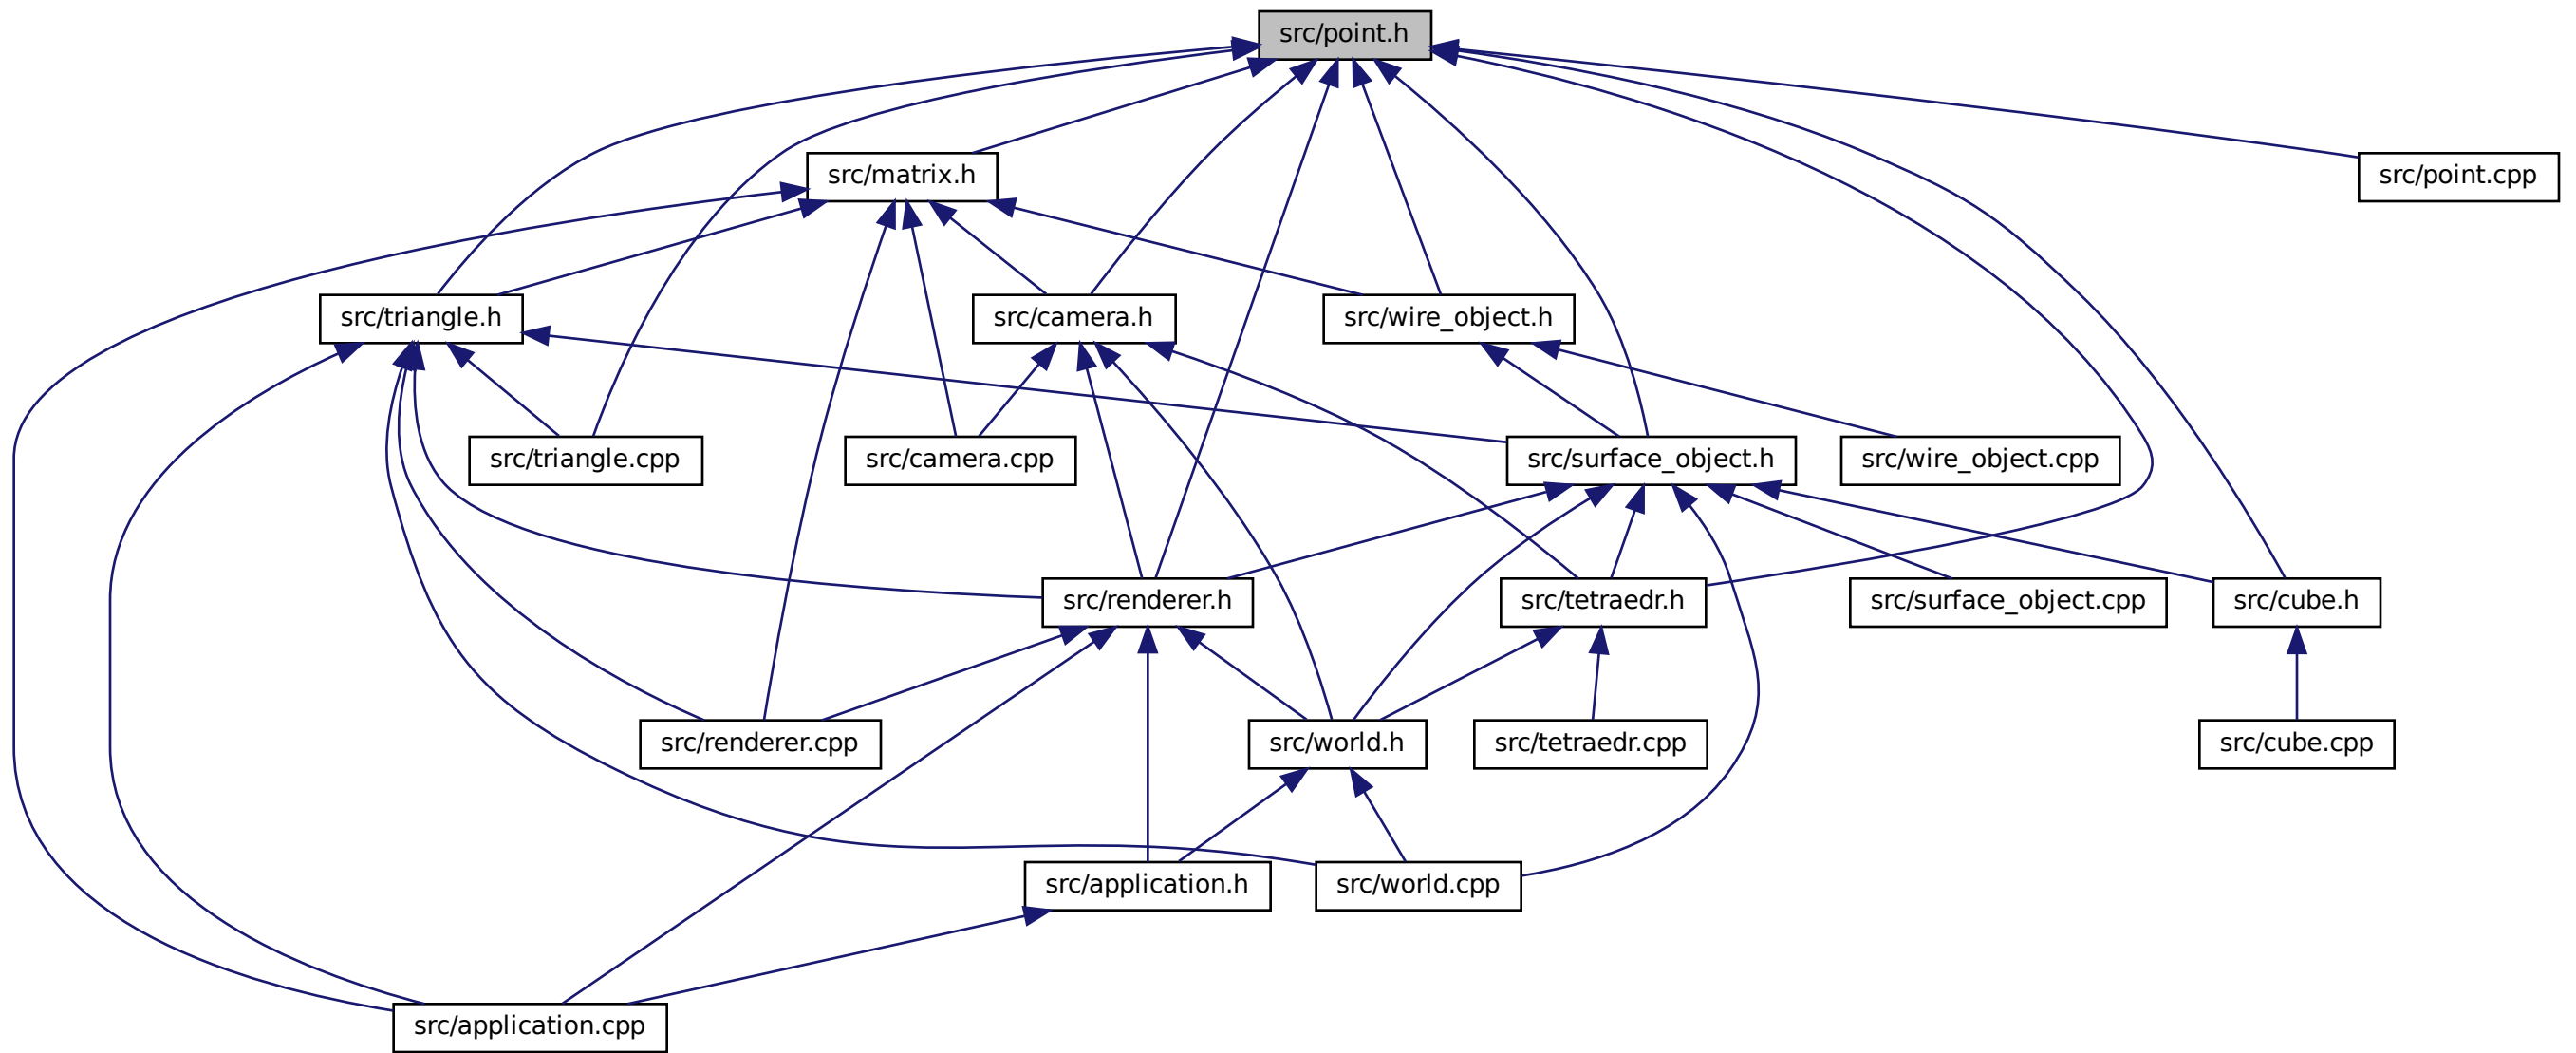 src/point.h
src/matrix.h
src/point.cpp
src/triangle.h
src/camera.h
src/wire_object.h
src/triangle.cpp
src/camera.cpp
src/surface_object.h
src/wire_object.cpp
src/renderer.h
src/tetraedr.h
src/surface_object.cpp
src/cube.h
src/renderer.cpp
src/world.h
src/tetraedr.cpp
src/cube.cpp
src/application.h
src/world.cpp
src/application.cpp